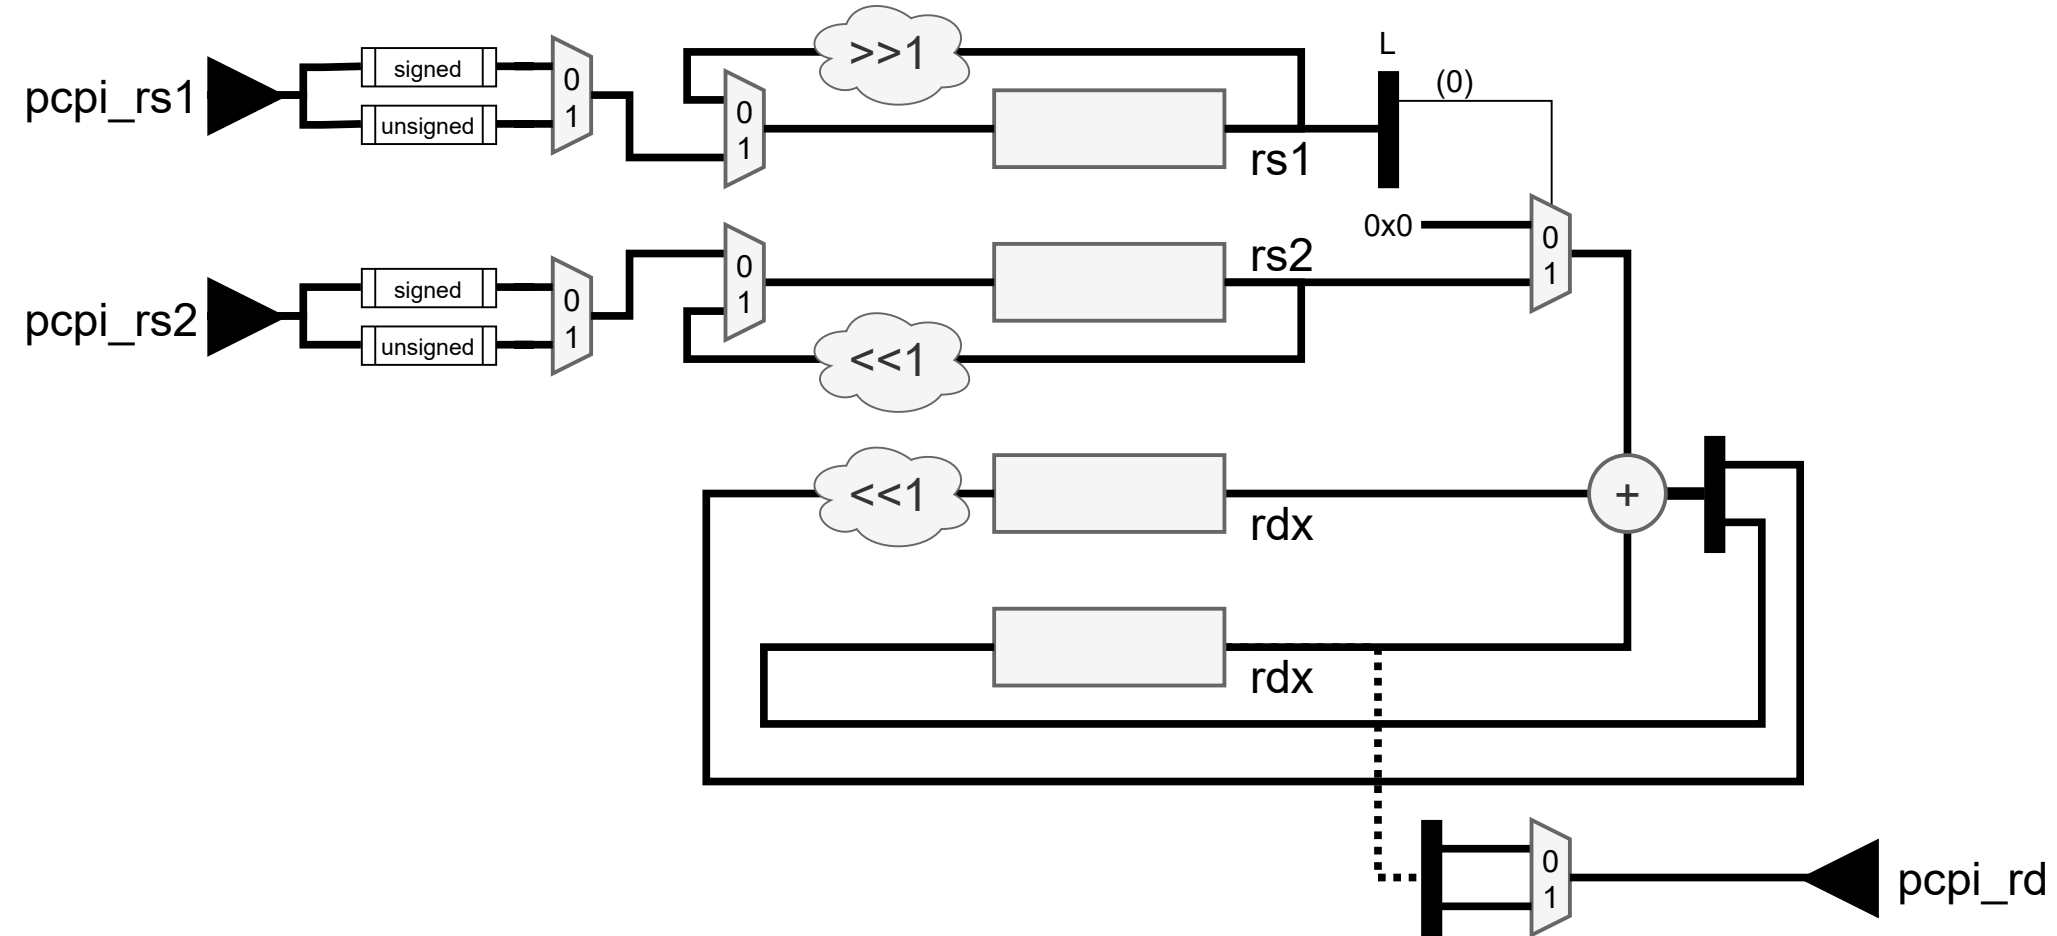 pcpi_rs1
signed
unsigned
0
1
>>1
0
1
rs1
L
(0)
0x0
0
1
pcpi_rs2
signed
unsigned
0
1
0
1
rs2
<<1
<<1
rdx
+
rdx
0
1
pcpi_rd